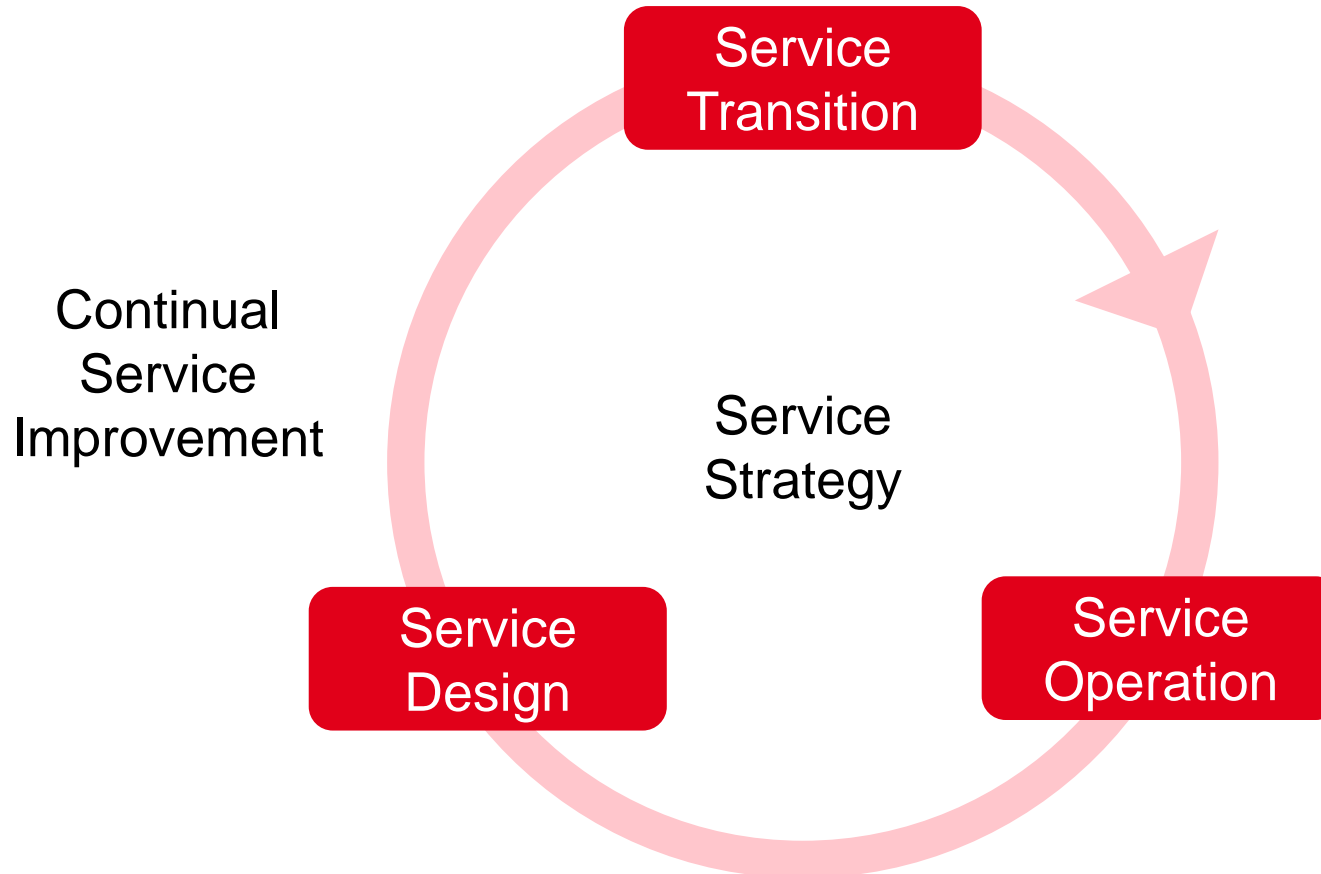 Service
Transition
Continual
Service
Improvement
Service
Strategy
Service
Design
Service
Operation